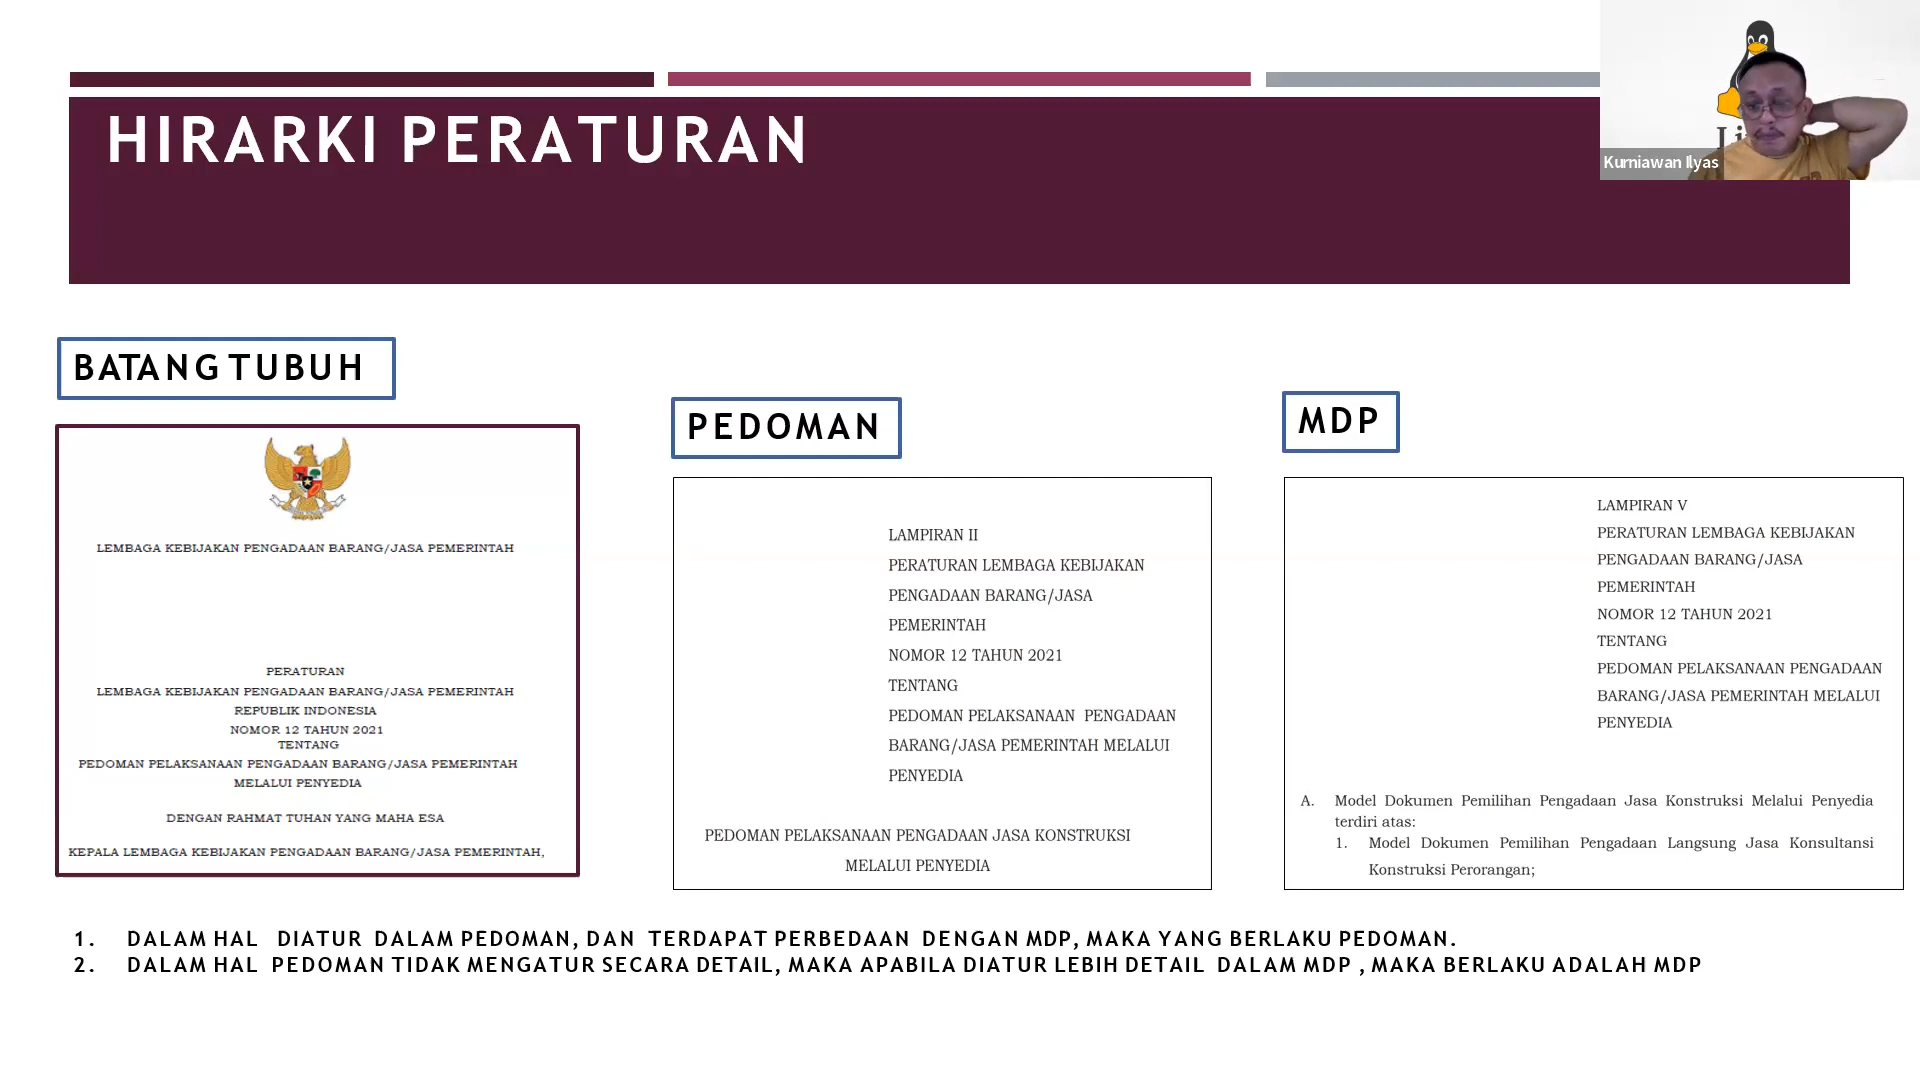 HIRARKI PERATURAN
Kurniawan Ilyas
BATANG TUBUH
LEMBAGA KEBIJAKAN PENGADAAN BARANG/JASA PEMERINTAH
PERATURAN
LEMBAGA KEBIJAKAN PENGADAAN BARANG/JASA PEMERINTAH
REPUBLIK INDONESIA
NOMOR 12 TAHUN 2021
TENTANG
PEDOMAN PELAKSANAAN PENGADAAN BARANG/JASA PEMERINTAH
MELALUI PENYEDIA
DENGAN RAHMAT TUHAN YANG MAHA ESA
KEPALA LEMBAGA KEBIJAKAN PENGADAAN BARANG/JASA PEMERINTAH,
PEDOMAN
LAMPIRAN II
PERATURAN LEMBAGA KEBIJAKAN
PENGADAAN BARANG/JASA
PEMERINTAH
NOMOR 12 TAHUN 2021
TENTANG
PEDOMAN PELAKSANAAN PENGADAAN
BARANG/JASA PEMERINTAH MELALUI
PENYEDIA
PEDOMAN PELAKSANAAN PENGADAAN JASA KONSTRUKSI
MELALUI PENYEDIA
MDP
LAMPIRAN V
PERATURAN LEMBAGA KEBIJAKAN
PENGADAAN BARANG/JASA
PEMERINTAH
NOMOR 12 TAHUN 2021
TENTANG
PEDOMAN PELAKSANAAN PENGADAAN
BARANG/JASA PEMERINTAH MELALUI
PENYEDIA
A. Model Dokumen Pemilihan Pengadaan Jasa Konstruksi Melalui Penyedia
terdiri atas:
1. Model Dokumen Pemilihan Pengadaan Langsung Jasa Konsultansi
Konstruksi Perorangan;
1. DALAM HAL DIATUR DALAM PEDOMAN, DAN TERDAPAT PERBEDAAN DENGAN MDP, MAKA YANG BERLAKU PEDOMAN.
2. DALAM HAL PEDOMAN TIDAK MENGATUR SECARA DETAIL, MAKA APABILA DIATUR LEBIH DETAIL DALAM MDP , MAKA BERLAKU ADALAH MDP